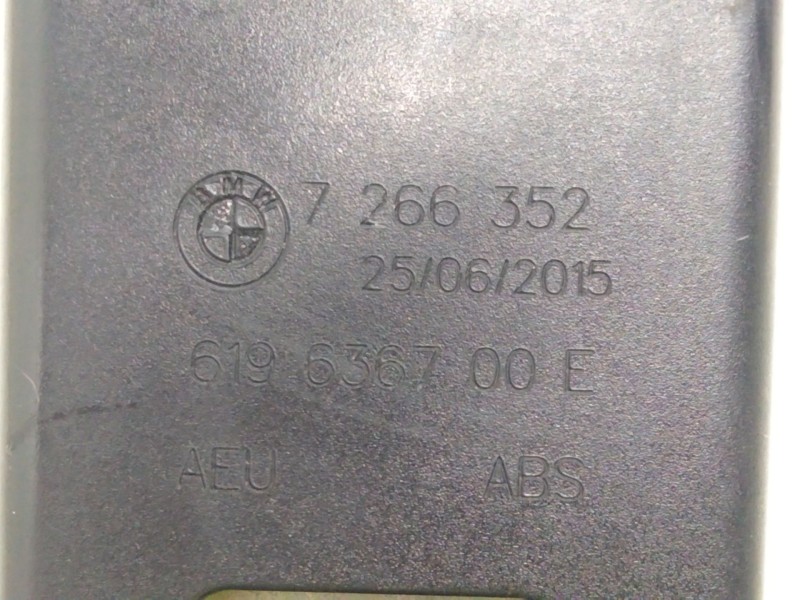 BMW 7 266 352
25/06/2015
619 6367 00 E
AEU ABS